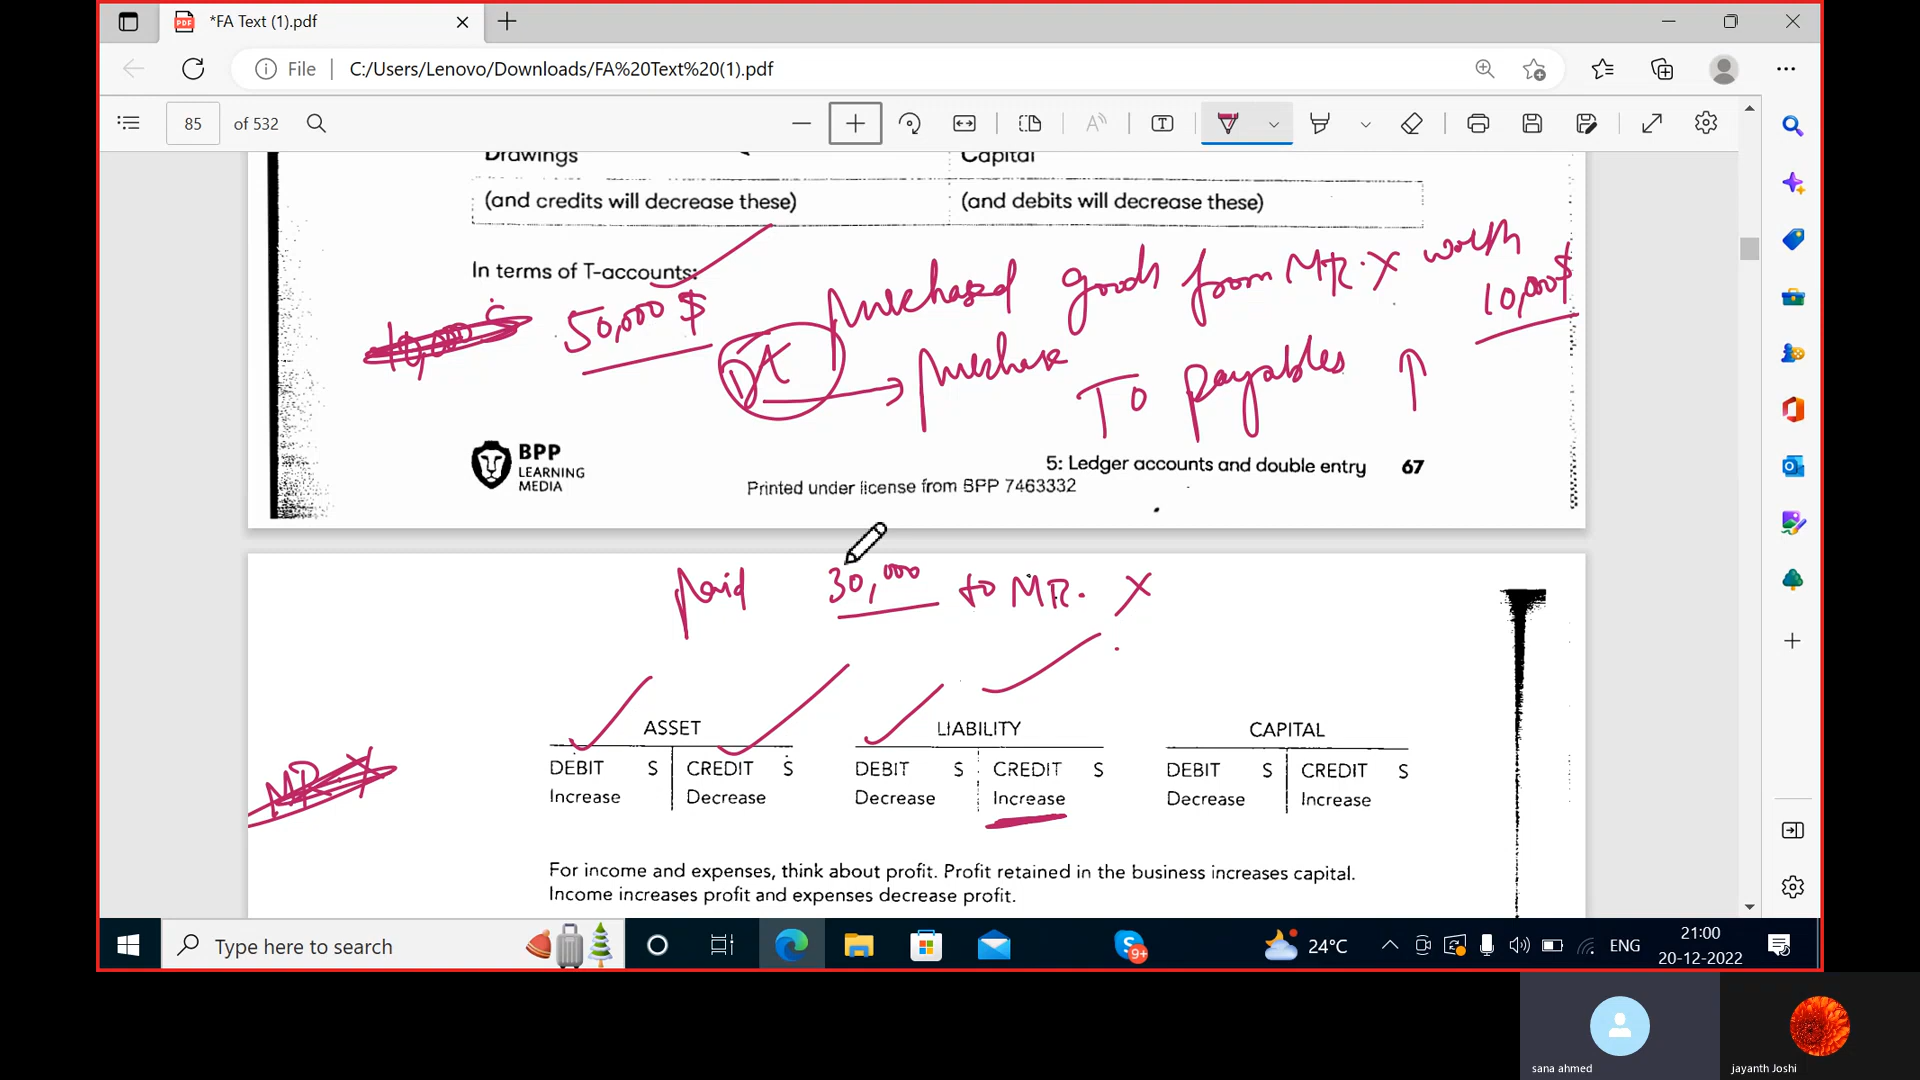 *FA Text (1).pdf
File | C:/Users/Lenovo/Downloads/FA%20Text%20(1).pdf
85 of 532
Drawings Capital
(and credits will decrease these) (and debits will decrease these)
In terms of T-accounts:
Purchased goods from MR. X worth
10,000$
10,000 50,000 $
Dr → Purchase
To payables ↑
BPP
LEARNING
MEDIA
5: Ledger accounts and double entry 67
Printed under license from BPP 7463332
Paid 30,000 to MR. X
ASSET LIABILITY CAPITAL
DEBIT $ CREDIT $ DEBIT $ CREDIT $ DEBIT $ CREDIT $
Increase Decrease Decrease Increase Decrease Increase
MR. X
For income and expenses, think about profit. Profit retained in the business increases capital.
Income increases profit and expenses decrease profit.
Type here to search
9+
24°C
ENG
21:00
20-12-2022
sana ahmed
jayanth Joshi